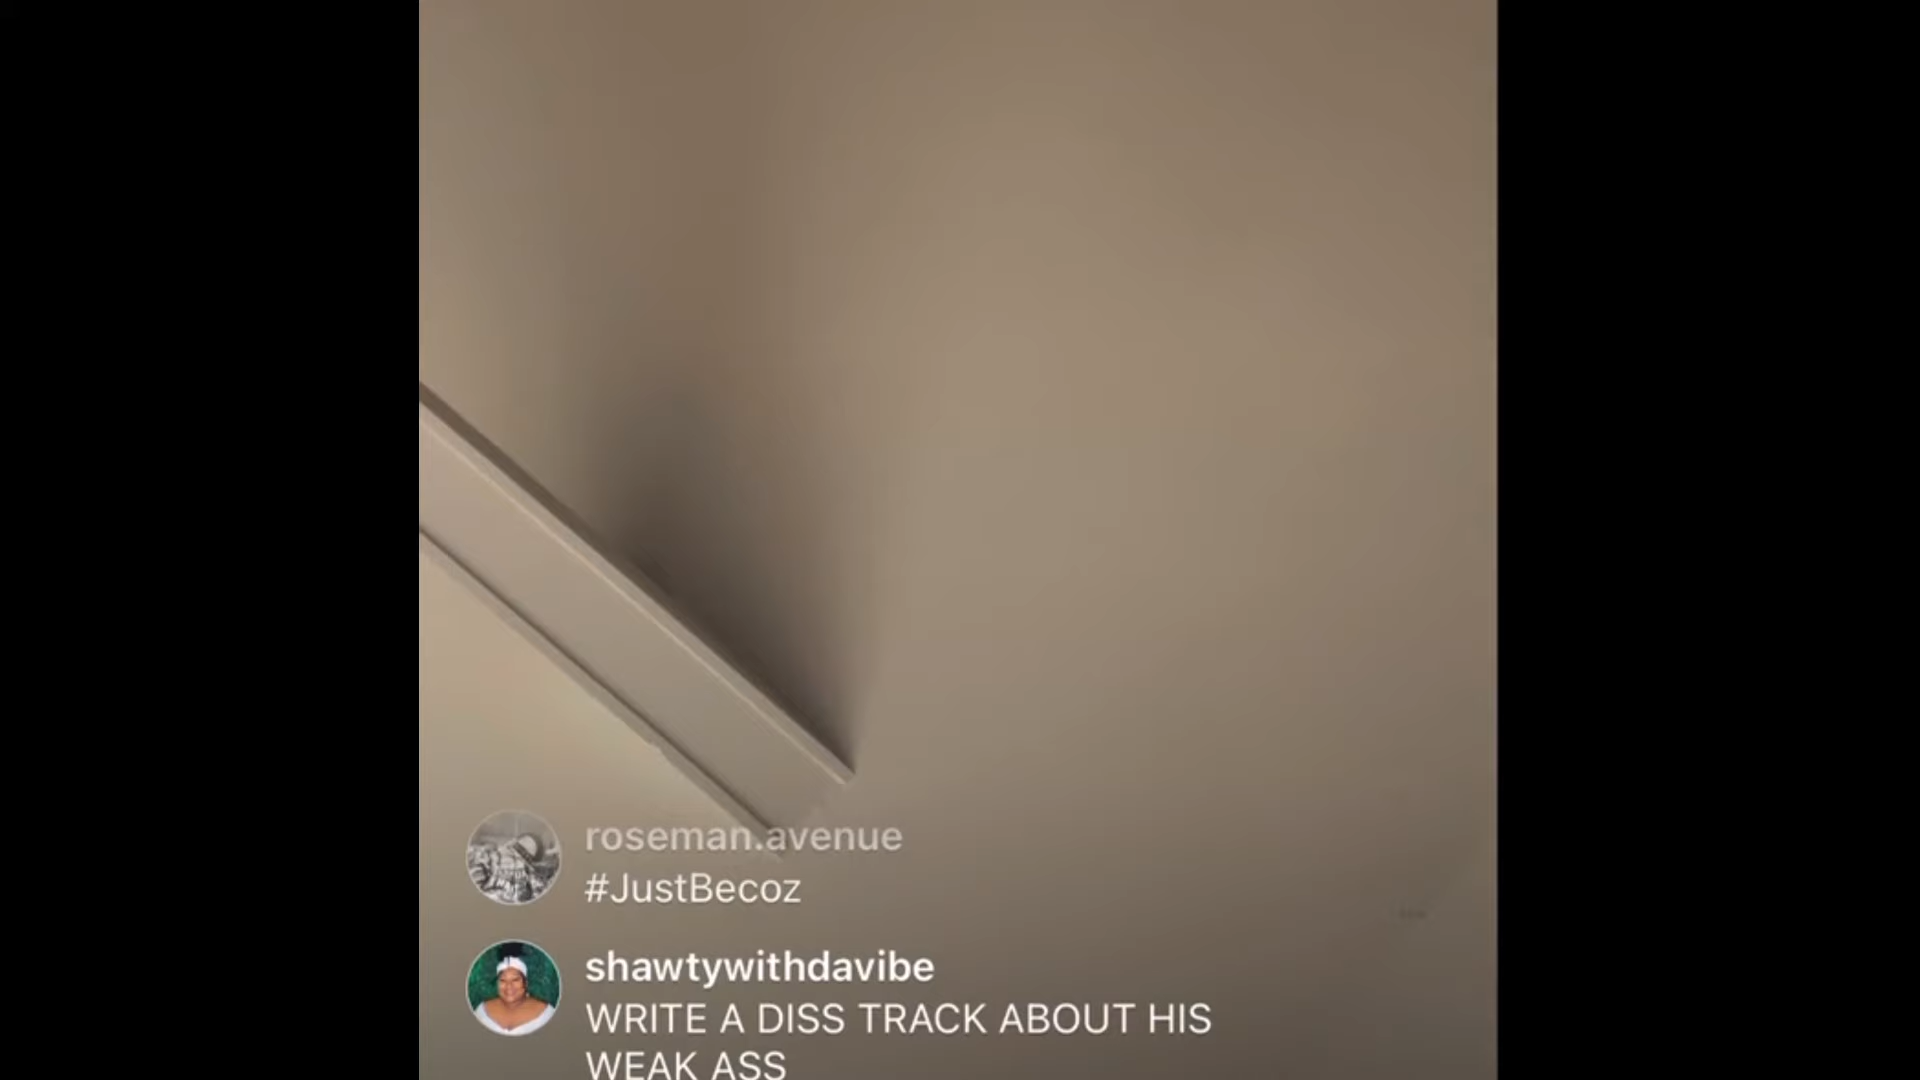 roseman.avenue
#JustBecoz
shawtywithdavibe
WRITE A DISS TRACK ABOUT HIS
WEAK ASS